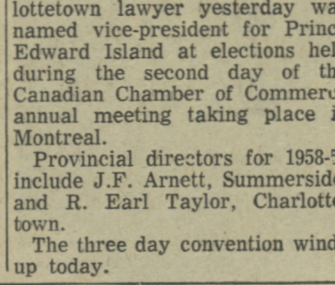 lottetown lawyer yesterday wa
named vice-president for Princ
Edward Island at elections hel
during the second day of th
Canadian Chamber of Commerc
annual meeting taking place i
Montreal.
Provincial directors for 1958-5
include J.F. Arnett, Summerside
and R. Earl Taylor, Charlotte
town.
The three day convention wind
up today.